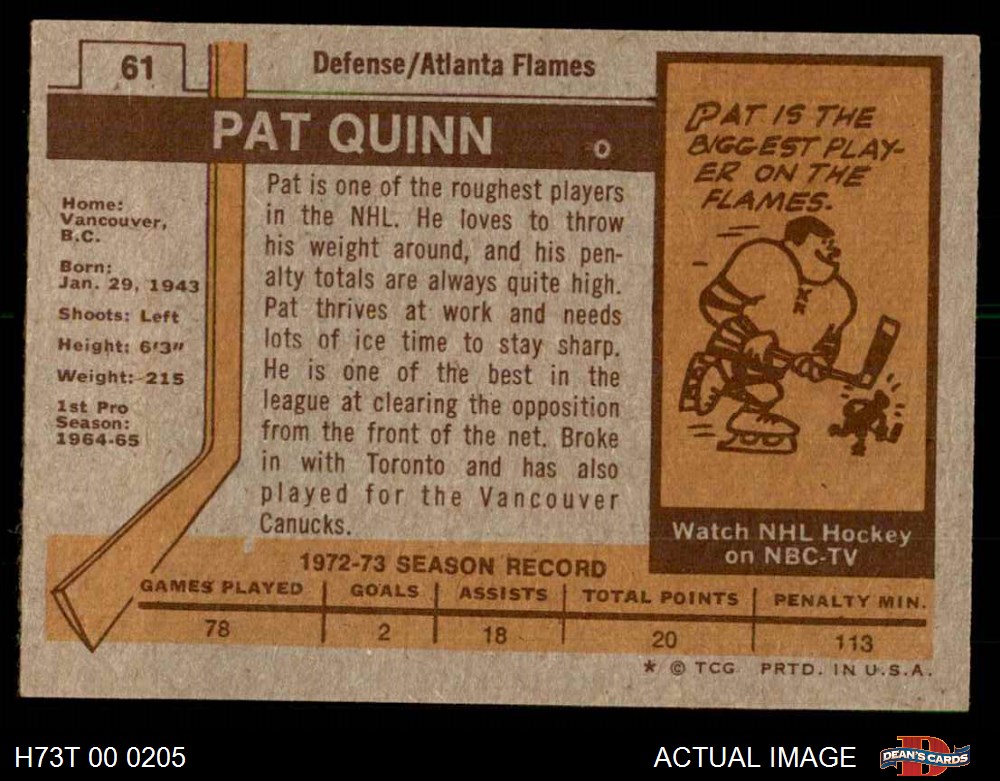 61
Defense/Atlanta Flames
PAT QUINN
Home:
Vancouver,
B.C.
Born:
Jan. 29, 1943
Shoots: Left
Height: 6'3"
Weight: 215
1st Pro
Season:
1964-65
Pat is one of the roughest players
in the NHL. He loves to throw
his weight around, and his pen-
alty totals are always quite high.
Pat thrives at work and needs
lots of ice time to stay sharp.
He is one of the best in the
league at clearing the opposition
from the front of the net. Broke
in with Toronto and has also
played for the Vancouver
Canucks.
PAT IS THE
BIGGEST PLAY-
ER ON THE
FLAMES.
Watch NHL Hockey
on NBC-TV
1972-73 SEASON RECORD
GAMES PLAYED GOALS ASSISTS TOTAL POINTS PENALTY MIN.
78 2 18 20 113
* © TCG PRTD. IN U.S.A.
H73T 00 0205
ACTUAL IMAGE
DEAN'S CARDS